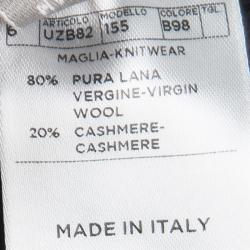 ARTICOLO MODELLO COLORE TGL.
6 UZB82 155 B98
MAGLIA-KNITWEAR
80% PURA LANA
VERGINE-VIRGIN
WOOL
20% CASHMERE-
CASHMERE
MADE IN ITALY